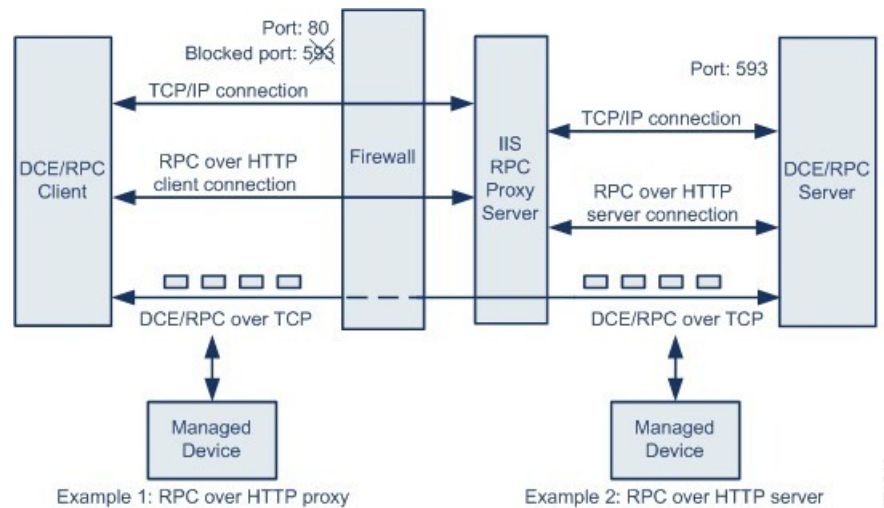 Port: 80
Blocked port: 593
Port: 593
TCP/IP connection
TCP/IP connection
DCE/RPC
Client
RPC over HTTP
client connection
Firewall
IIS
RPC
Proxy
Server
RPC over HTTP
server connection
DCE/RPC
Server
DCE/RPC over TCP
DCE/RPC over TCP
Managed
Device
Managed
Device
Example 1: RPC over HTTP proxy
Example 2: RPC over HTTP server